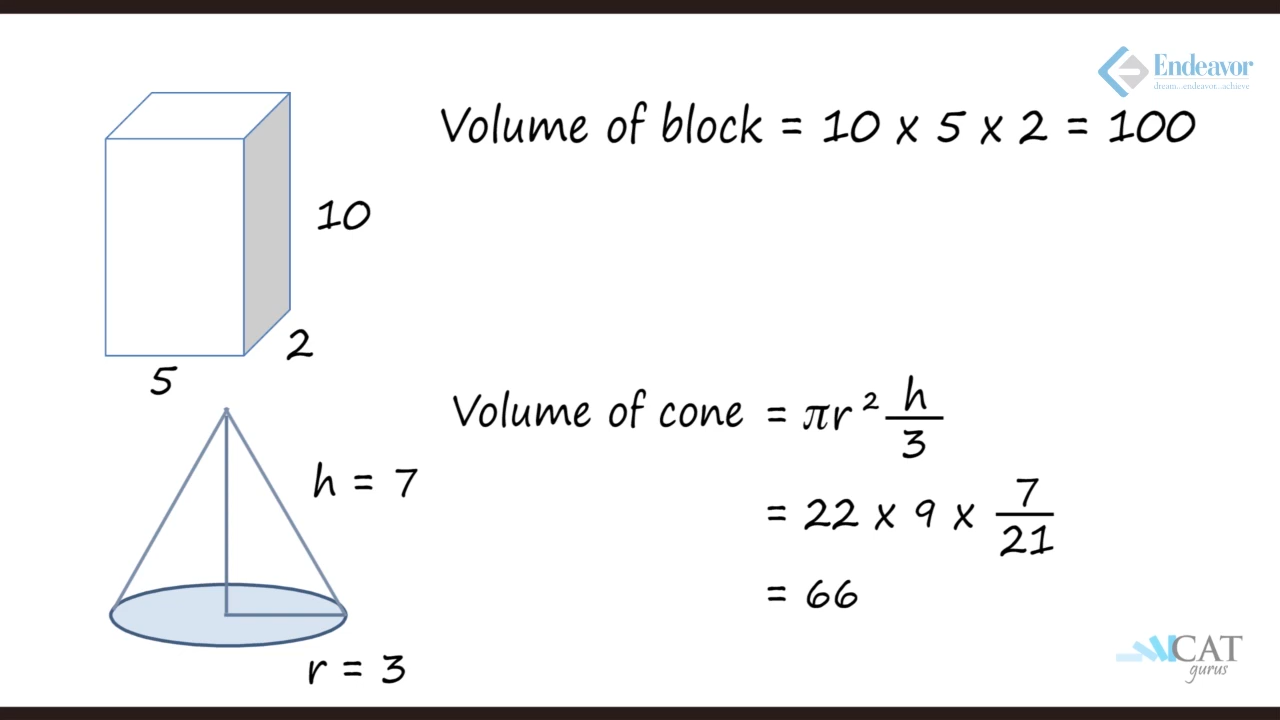 Endeavor
dream...endeavor...achieve
Volume of block = 10 x 5 x 2 = 100
10
2
5
Volume of cone = πr² h/3
h = 7
= 22 x 9 x 7/21
= 66
r = 3
CAT
gurus